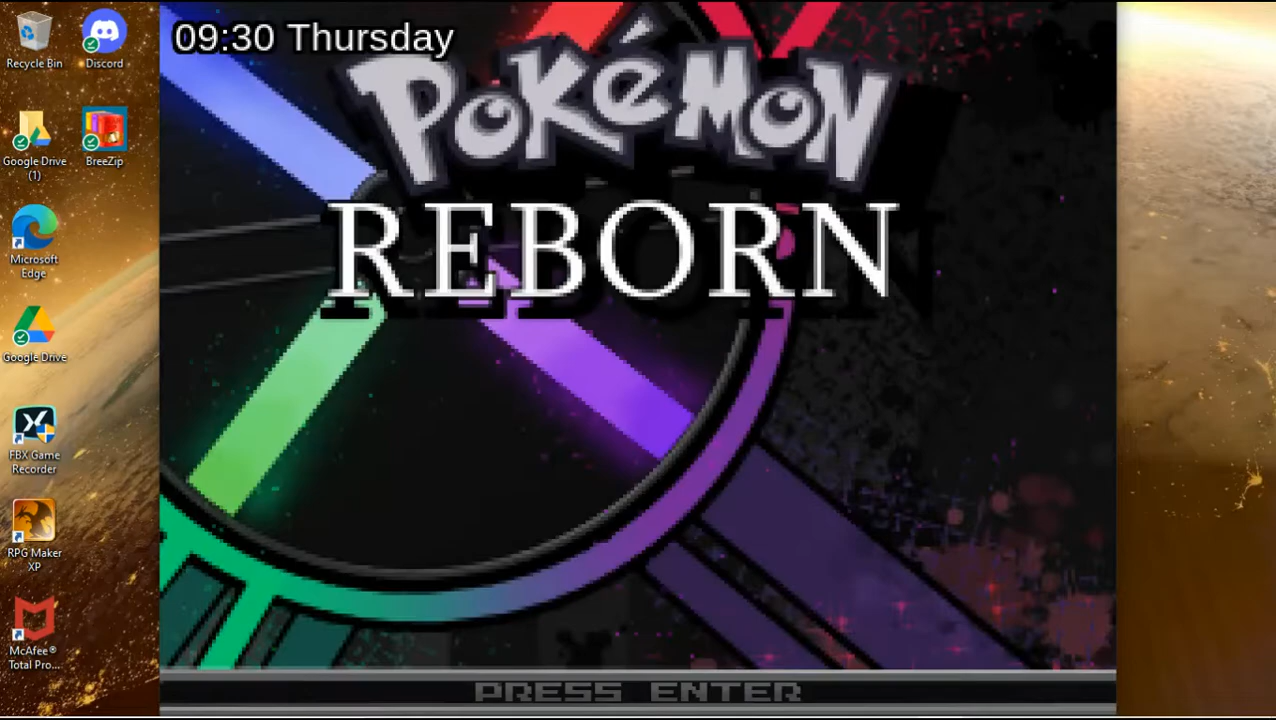 Recycle Bin
Discord
Google Drive
(1)
BreeZip
Microsoft
Edge
Google Drive
FBX Game
Recorder
RPG Maker
XP
McAfee®
Total Pro...
09:30 Thursday
POKéMON
REBORN
PRESS ENTER